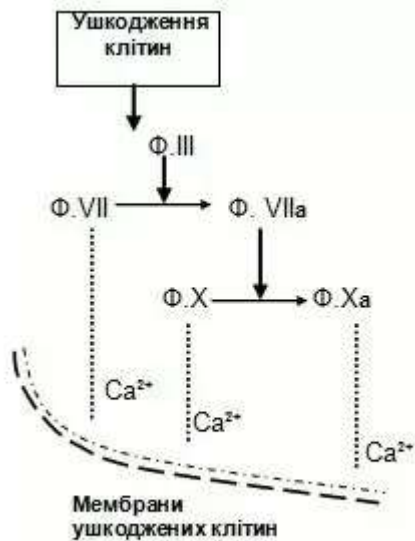 Ушкодження
клітин
Ф.III
Ф.VII Ф. VIIa
Ф.X Ф.Xa
Ca²⁺
Ca²⁺
Ca²⁺
Мембрани
ушкоджених клітин